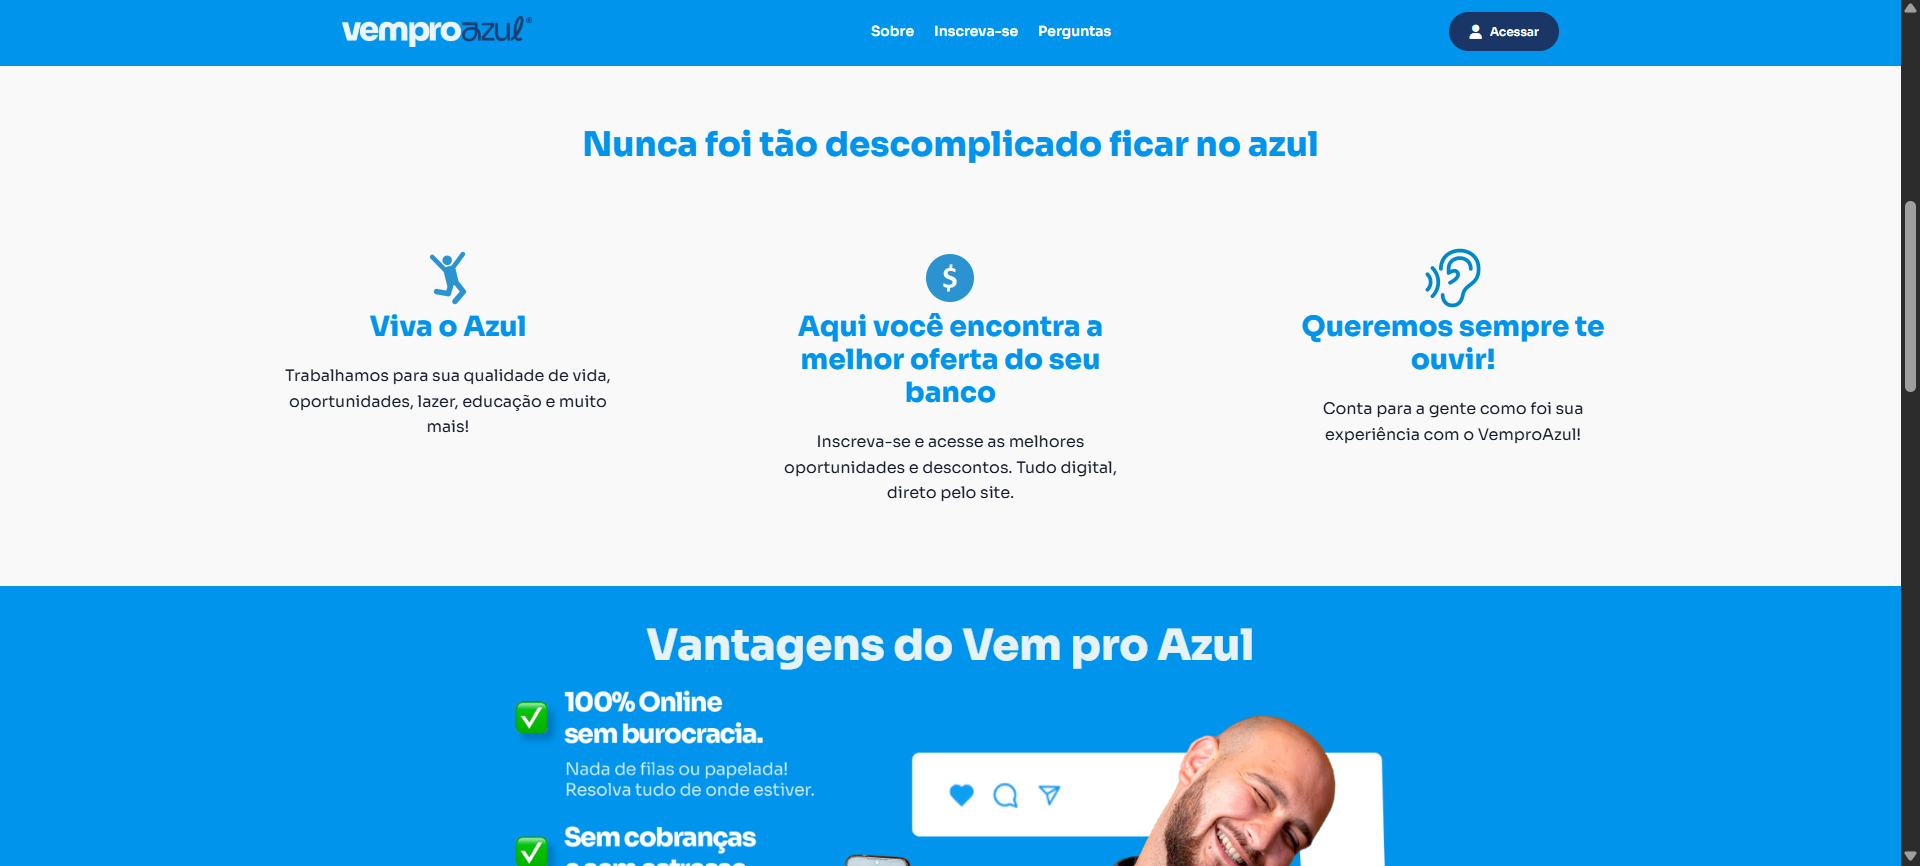 vemproazul®
Sobre Inscreva-se Perguntas
Acessar
Nunca foi tão descomplicado ficar no azul
Viva o Azul
Trabalhamos para sua qualidade de vida,
oportunidades, lazer, educação e muito
mais!
$
Aqui você encontra a
melhor oferta do seu
banco
Inscreva-se e acesse as melhores
oportunidades e descontos. Tudo digital,
direto pelo site.
Queremos sempre te
ouvir!
Conta para a gente como foi sua
experiência com o VemproAzul!
Vantagens do Vem pro Azul
100% Online
sem burocracia.
Nada de filas ou papelada!
Resolva tudo de onde estiver.
Sem cobranças